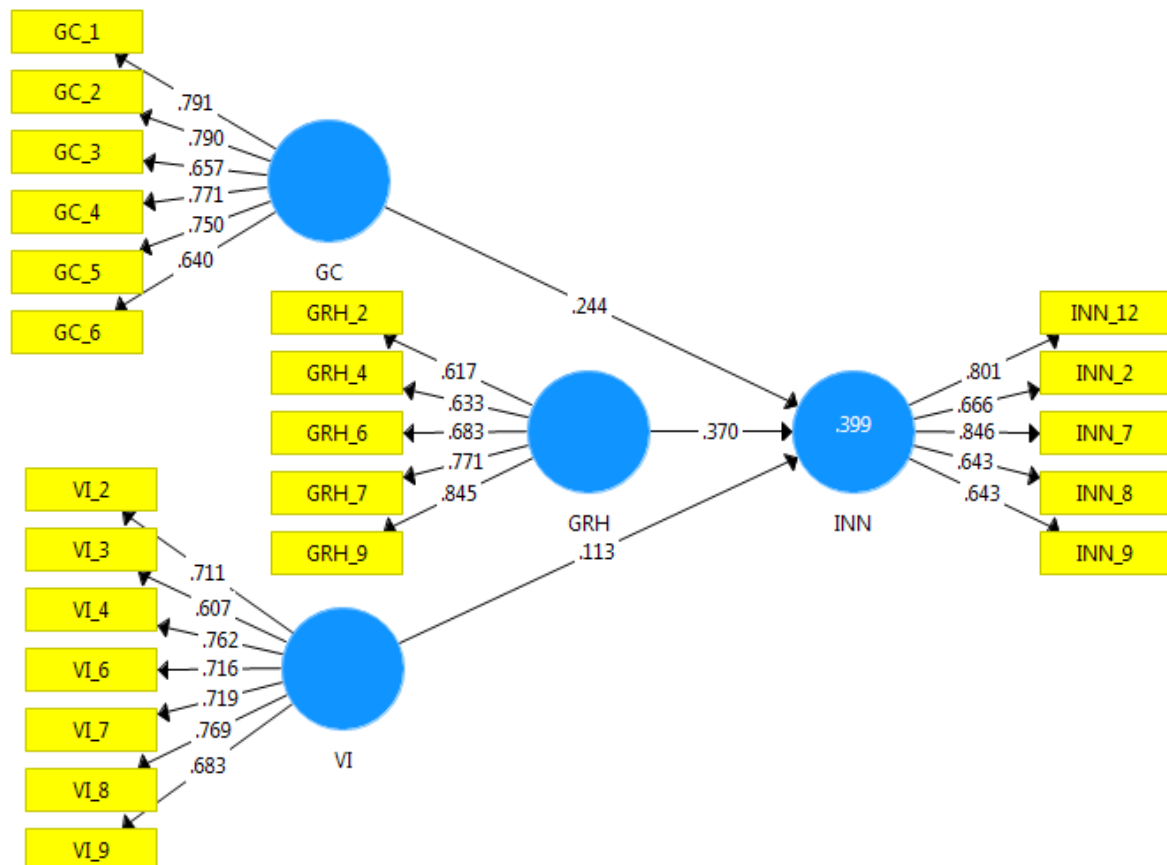 GC_1
GC_2
GC_3
GC_4
GC_5
GC_6
.791
.790
.657
.771
.750
.640
GC
.244
GRH_2
GRH_4
GRH_6
GRH_7
GRH_9
.617
.633
.683
.771
.845
GRH
.370
.399
INN
INN_12
INN_2
INN_7
INN_8
INN_9
.801
.666
.846
.643
.643
VI_2
VI_3
VI_4
VI_6
VI_7
VI_8
VI_9
.711
.607
.762
.716
.719
.769
.683
VI
.113